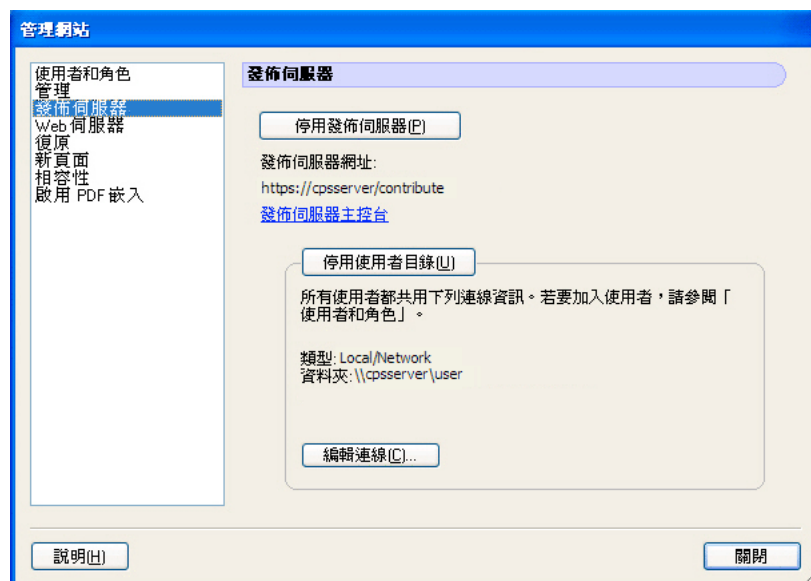 管理網站
使用者和角色
管理
發佈伺服器
Web 伺服器
復原
新頁面
相容性
啟用 PDF 嵌入
發佈伺服器
停用發佈伺服器(P)
發佈伺服器網址:
https://cpsserver/contribute
發佈伺服器主控台
停用使用者目錄(U)
所有使用者都共用下列連線資訊。若要加入使用者，請參閱「
使用者和角色」。
類型: Local/Network
資料夾:\\cpsserver\user
編輯連線(C)...
說明(H)
關閉